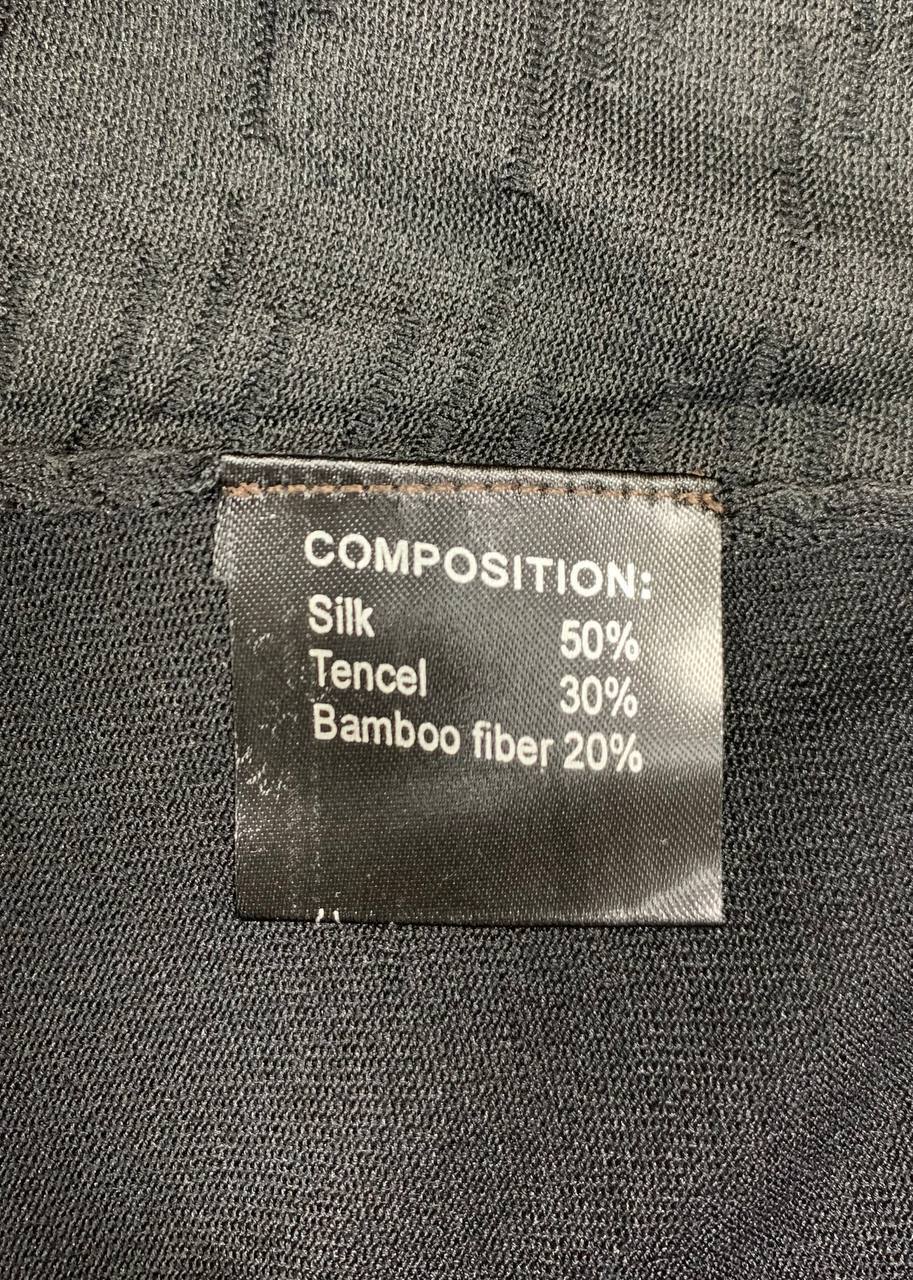 COMPOSITION:
Silk 50%
Tencel 30%
Bamboo fiber 20%